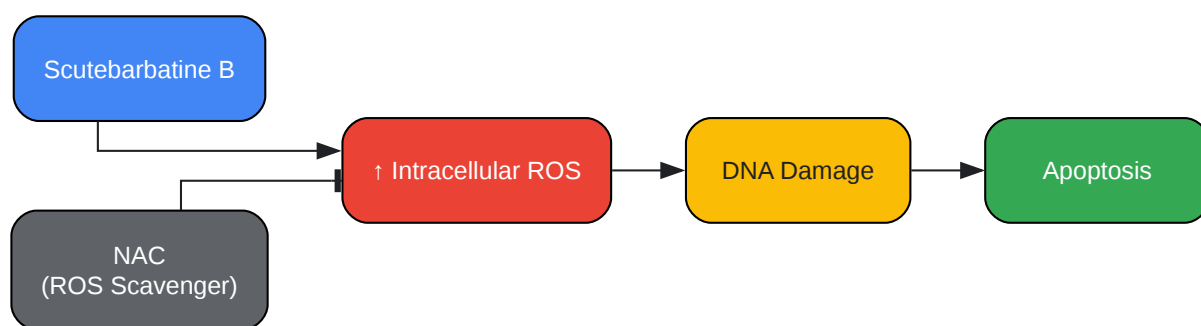 Scutebarbatine B
↑ Intracellular ROS
DNA Damage
Apoptosis
NAC
(ROS Scavenger)